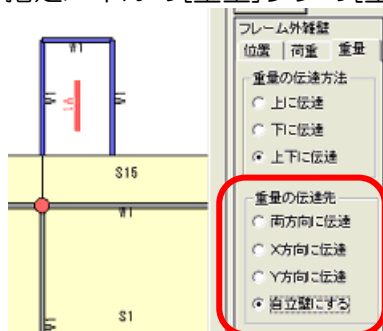 W1
S15
W1
S1
フレーム外雑壁
位置 荷重 重量
重量の伝達方法
上に伝達
下に伝達
上下に伝達
重量の伝達先
両方向に伝達
X方向に伝達
Y方向に伝達
自立壁にする